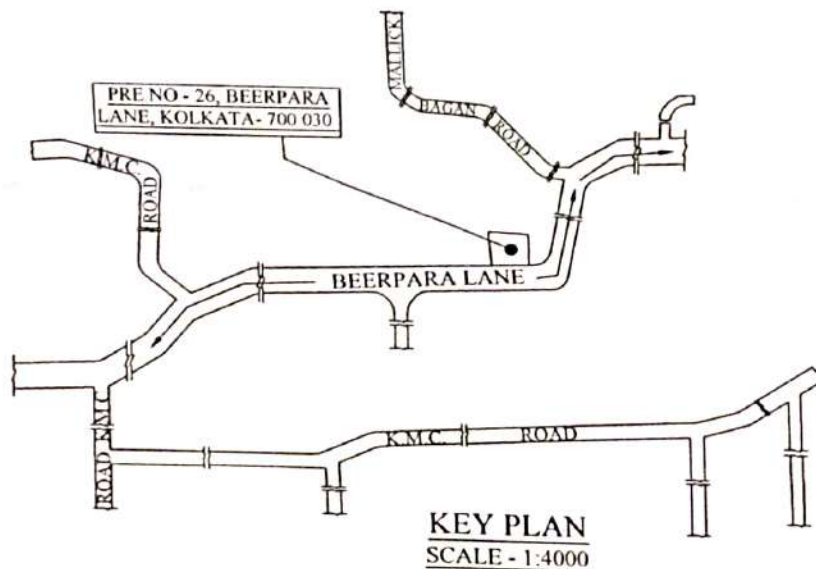 MALLICK
BAGAN
ROAD
PRE NO - 26, BEERPARA
LANE, KOLKATA- 700 030
K.M.C.
ROAD
BEERPARA LANE
ROAD K.M.C
K.M.C. ROAD
KEY PLAN
SCALE - 1:4000